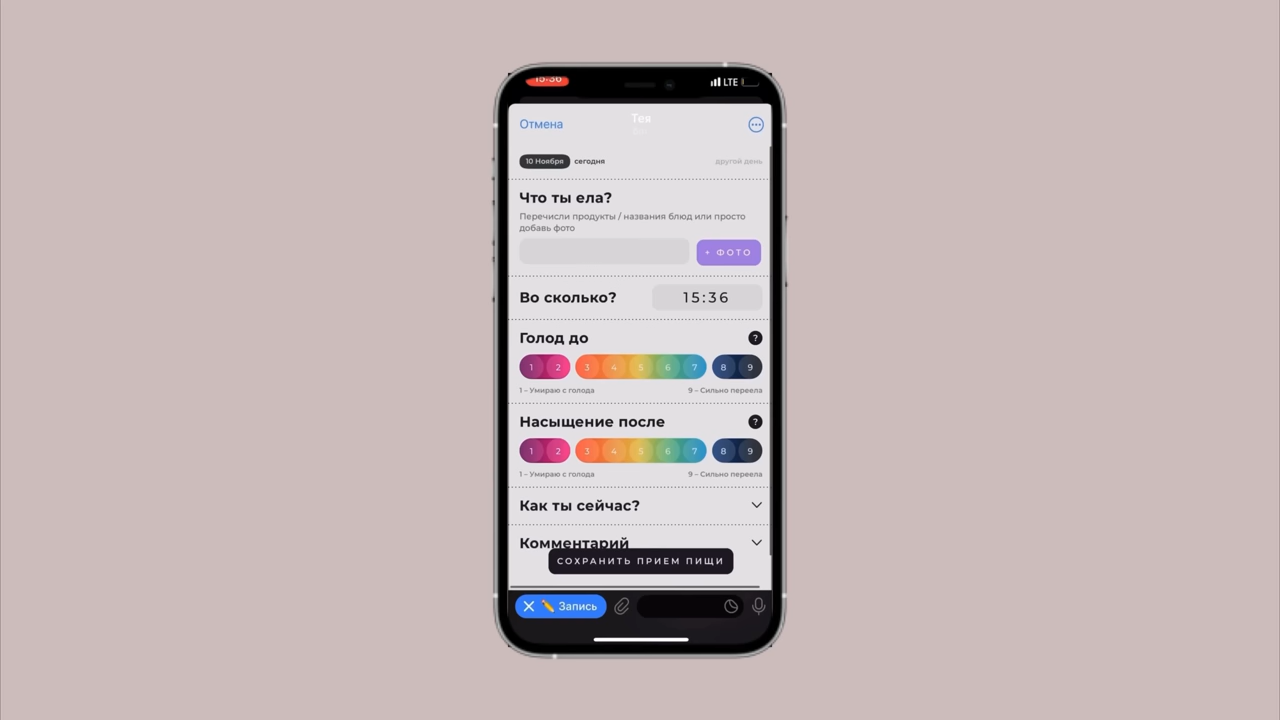 15:36
LTE
Отмена
Тея
10 Ноября сегодня
другой день
Что ты ела?
Перечисли продукты / названия блюд или просто
добавь фото
+ ФОТО
Во сколько?
15:36
Голод до
?
1 2 3 4 5 6 7 8 9
1 – Умираю с голода
9 – Сильно переела
Насыщение после
?
1 2 3 4 5 6 7 8 9
1 – Умираю с голода
9 – Сильно переела
Как ты сейчас?
Комментарий
СОХРАНИТЬ ПРИЕМ ПИЩИ
✏️ Запись